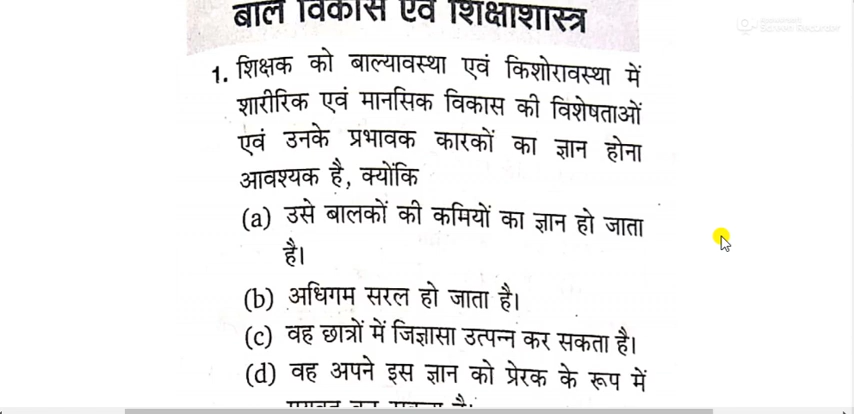 बाल विकास एवं शिक्षाशास्त्र
1. शिक्षक को बाल्यावस्था एवं किशोरावस्था में
शारीरिक एवं मानसिक विकास की विशेषताओं
एवं उनके प्रभावक कारकों का ज्ञान होना
आवश्यक है, क्योंकि
(a) उसे बालकों की कमियों का ज्ञान हो जाता
है।
(b) अधिगम सरल हो जाता है।
(c) वह छात्रों में जिज्ञासा उत्पन्न कर सकता है।
(d) वह अपने इस ज्ञान को प्रेरक के रूप में